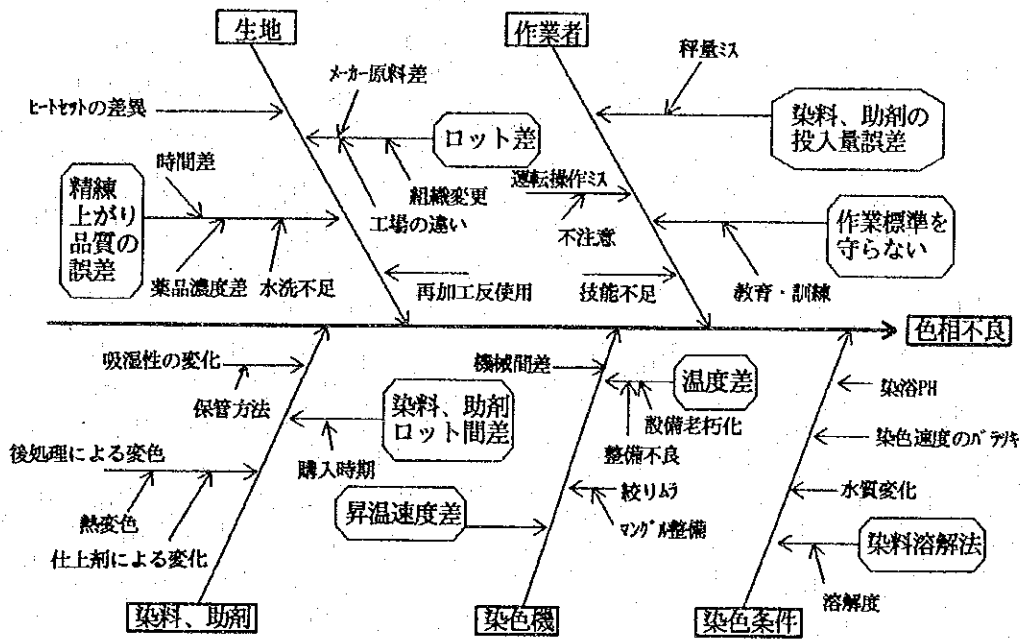 生地
作業者
秤量ミス
メーカー原料差
ヒートセットの差異
ロット差
染料、助剤の
投入量誤差
時間差
精練
上がり
品質の
誤差
組織変更
工場の違い
運転操作ミス
不注意
作業標準を
守らない
薬品濃度差
水洗不足
再加工反使用
技能不足
教育・訓練
色相不良
吸湿性の変化
保管方法
機械間差
温度差
染浴PH
染料、助剤
ロット間差
設備老朽化
整備不良
染色速度のバラツキ
後処理による変色
購入時期
熱変色
仕上剤による変化
昇温速度差
絞りムラ
マングル整備
水質変化
染料溶解法
溶解度
染料、助剤
染色機
染色条件